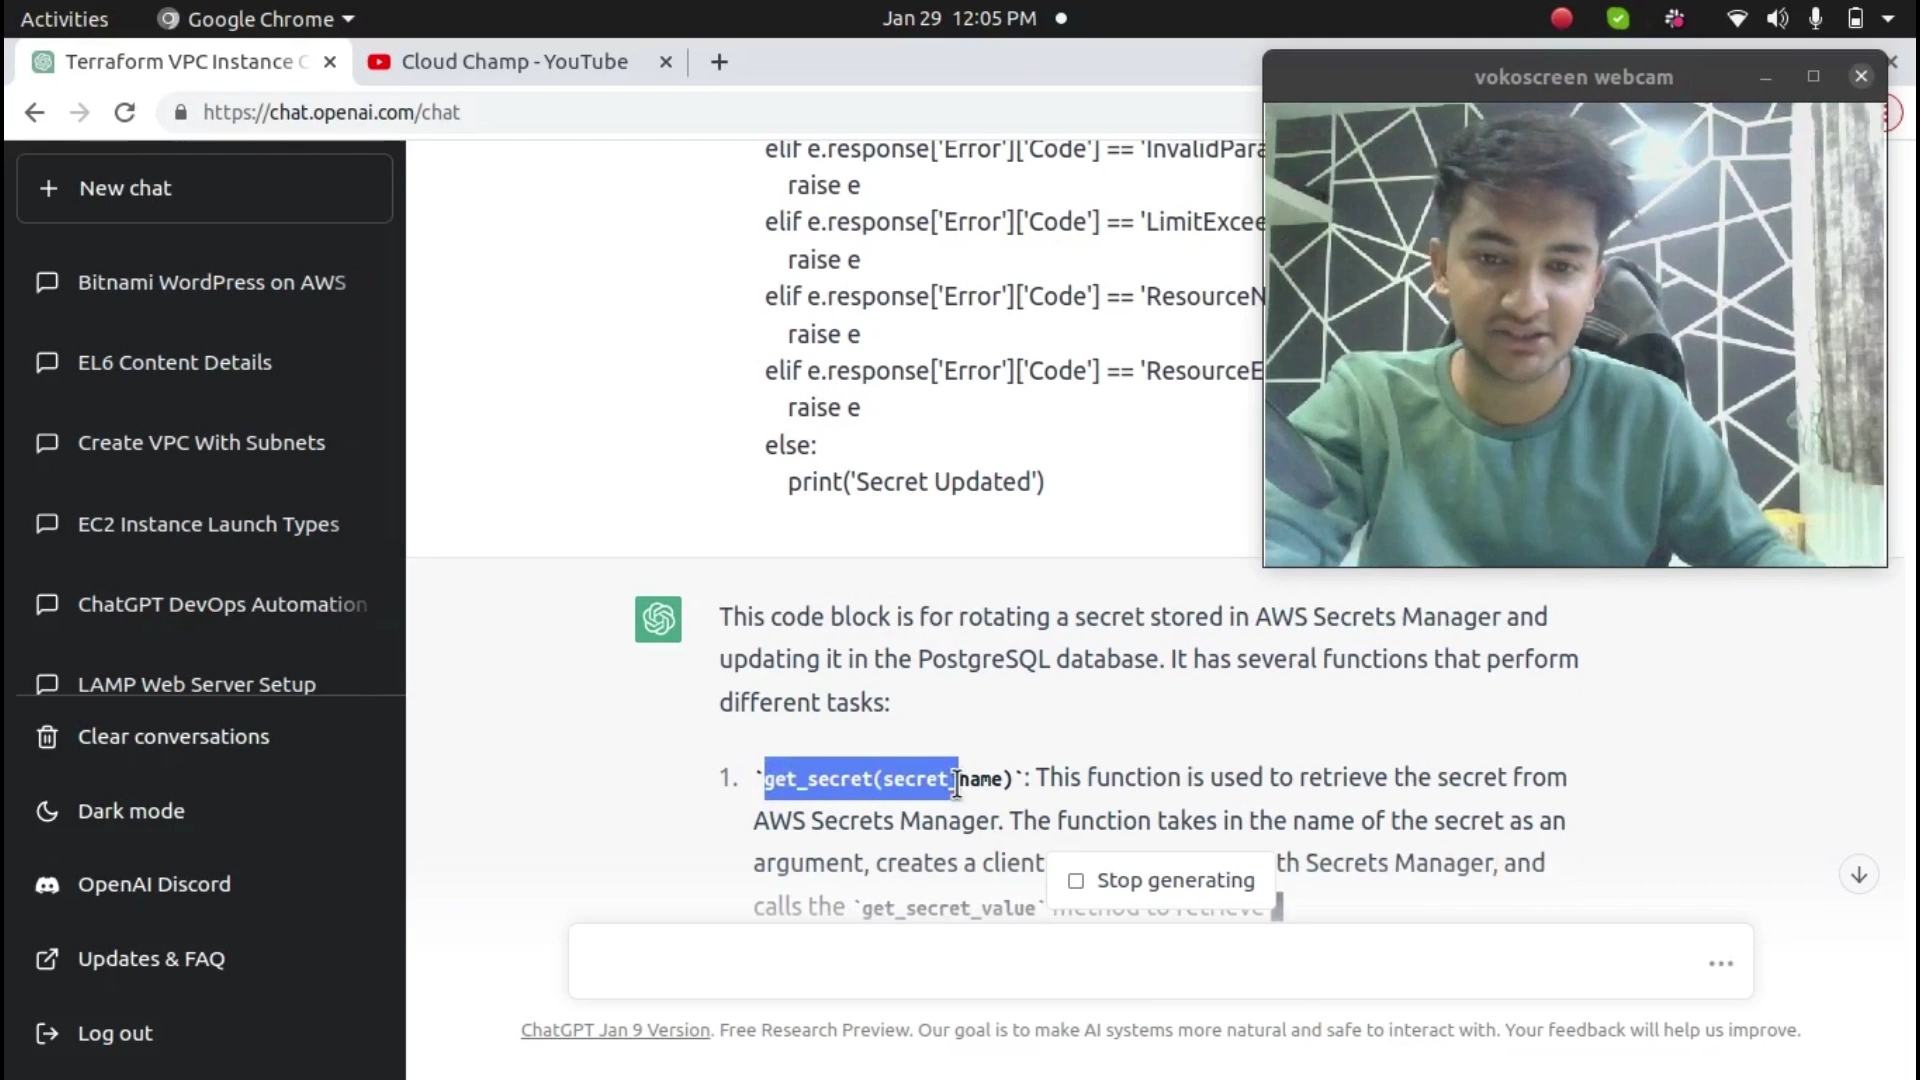 Activities
Google Chrome
Jan 29 12:05 PM
Terraform VPC Instance C
Cloud Champ - YouTube
https://chat.openai.com/chat
vokoscreen webcam
New chat
Bitnami WordPress on AWS
EL6 Content Details
Create VPC With Subnets
EC2 Instance Launch Types
ChatGPT DevOps Automation
LAMP Web Server Setup
Clear conversations
Dark mode
OpenAI Discord
Updates & FAQ
Log out
elif e.response['Error']['Code'] == 'InvalidPara
raise e
elif e.response['Error']['Code'] == 'LimitExcee
raise e
elif e.response['Error']['Code'] == 'ResourceN
raise e
elif e.response['Error']['Code'] == 'ResourceE
raise e
else:
print('Secret Updated')
This code block is for rotating a secret stored in AWS Secrets Manager and
updating it in the PostgreSQL database. It has several functions that perform
different tasks:
1. `get_secret(secret_name)`: This function is used to retrieve the secret from
AWS Secrets Manager. The function takes in the name of the secret as an
argument, creates a client th Secrets Manager, and
calls the `get_secret_value` method to retrieve
Stop generating
ChatGPT Jan 9 Version. Free Research Preview. Our goal is to make AI systems more natural and safe to interact with. Your feedback will help us improve.